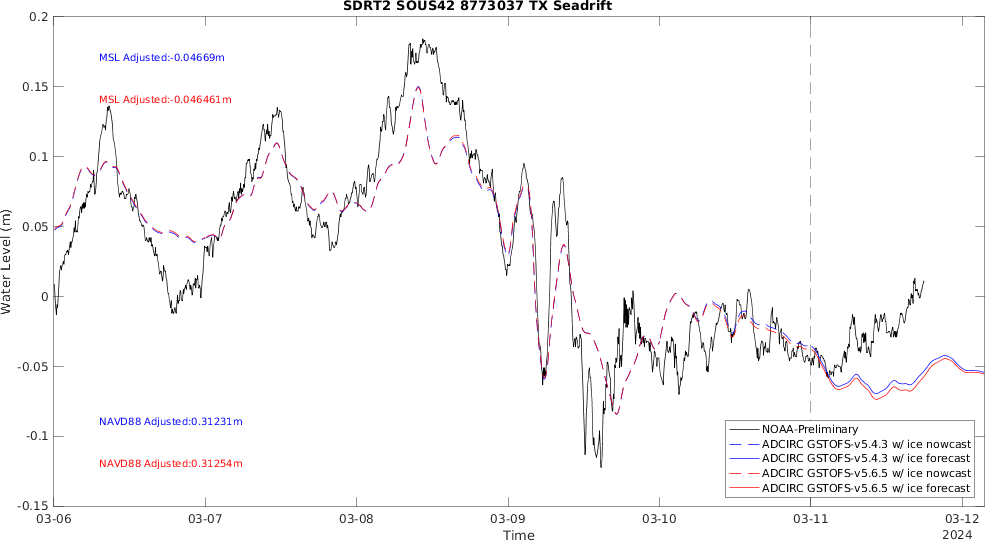 SDRT2 SOUS42 8773037 TX Seadrift
0.2
0.15
0.1
0.05
0
-0.05
-0.1
-0.15
Water Level (m)
MSL Adjusted:-0.04669m
MSL Adjusted:-0.046461m
NAVD88 Adjusted:0.31231m
NAVD88 Adjusted:0.31254m
NOAA-Preliminary
ADCIRC GSTOFS-v5.4.3 w/ ice nowcast
ADCIRC GSTOFS-v5.4.3 w/ ice forecast
ADCIRC GSTOFS-v5.6.5 w/ ice nowcast
ADCIRC GSTOFS-v5.6.5 w/ ice forecast
03-06 03-07 03-08 03-09 03-10 03-11 03-12
Time
2024